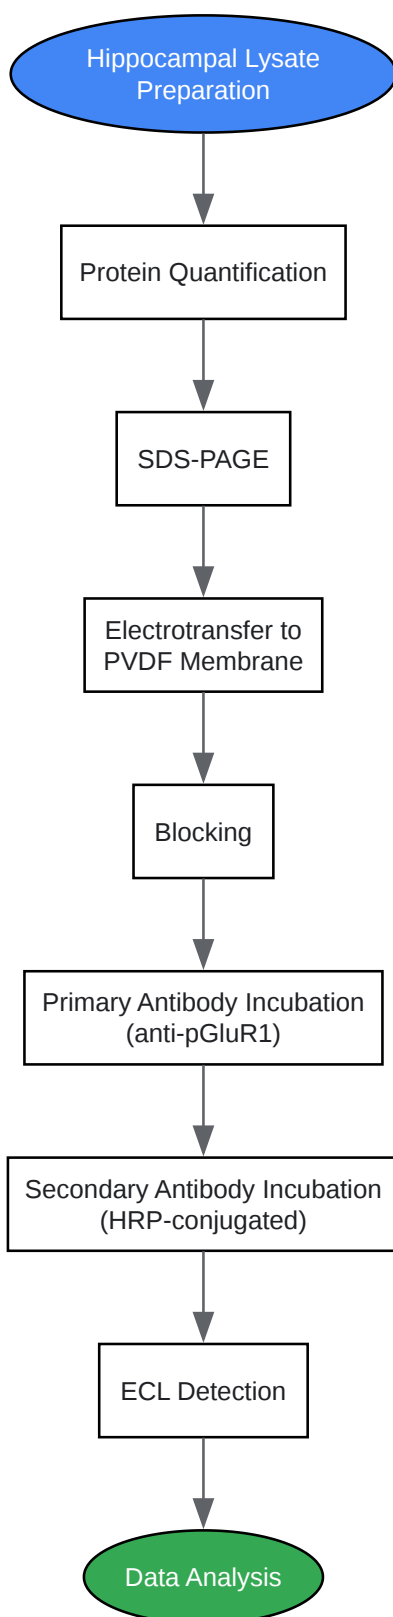 Hippocampal Lysate
Preparation
Protein Quantification
SDS-PAGE
Electrotransfer to
PVDF Membrane
Blocking
Primary Antibody Incubation
(anti-pGluR1)
Secondary Antibody Incubation
(HRP-conjugated)
ECL Detection
Data Analysis